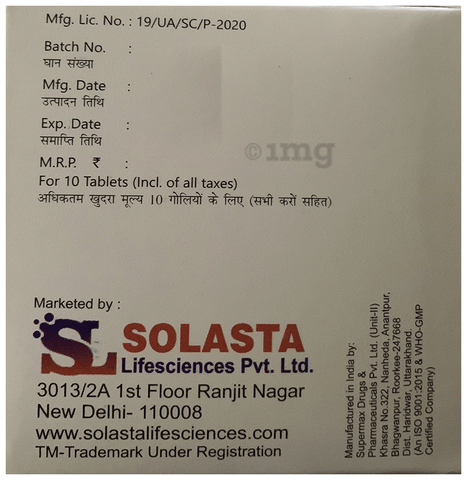 Mfg. Lic. No. : 19/UA/SC/P-2020
Batch No. :
घान संख्या
Mfg. Date :
उत्पादन तिथि
Exp. Date :
समाप्ति तिथि
M.R.P. ₹ :
For 10 Tablets (Incl. of all taxes)
अधिकतम खुदरा मूल्य 10 गोलियों के लिए (सभी करों सहित)
©1mg
Marketed by :
SL SOLASTA
Lifesciences Pvt. Ltd.
3013/2A 1st Floor Ranjit Nagar
New Delhi- 110008
www.solastalifesciences.com
TM-Trademark Under Registration
Manufactured in India by:
Supermax Drugs &
Pharmaceuticals Pvt. Ltd. (Unit-II)
Khasra No.322, Nanheda, Anantpur,
Bhagwanpur, Roorkee-247668
Dist. Haridwar, Uttarakhand.
(An ISO 9001:2015 & WHO-GMP
Certified Company)